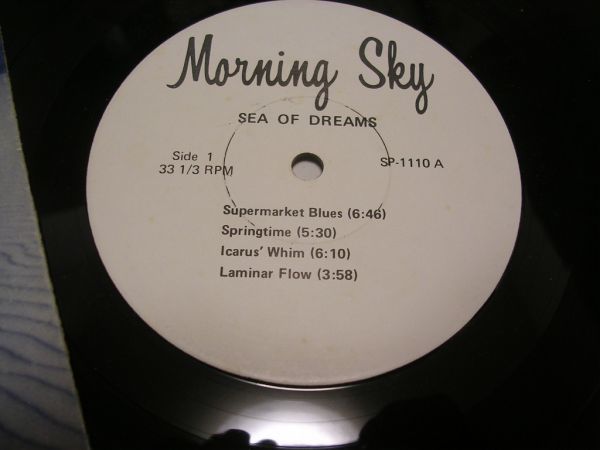 Morning Sky
SEA OF DREAMS
Side 1
33 1/3 RPM
SP-1110 A
Supermarket Blues (6:46)
Springtime (5:30)
Icarus' Whim (6:10)
Laminar Flow (3:58)